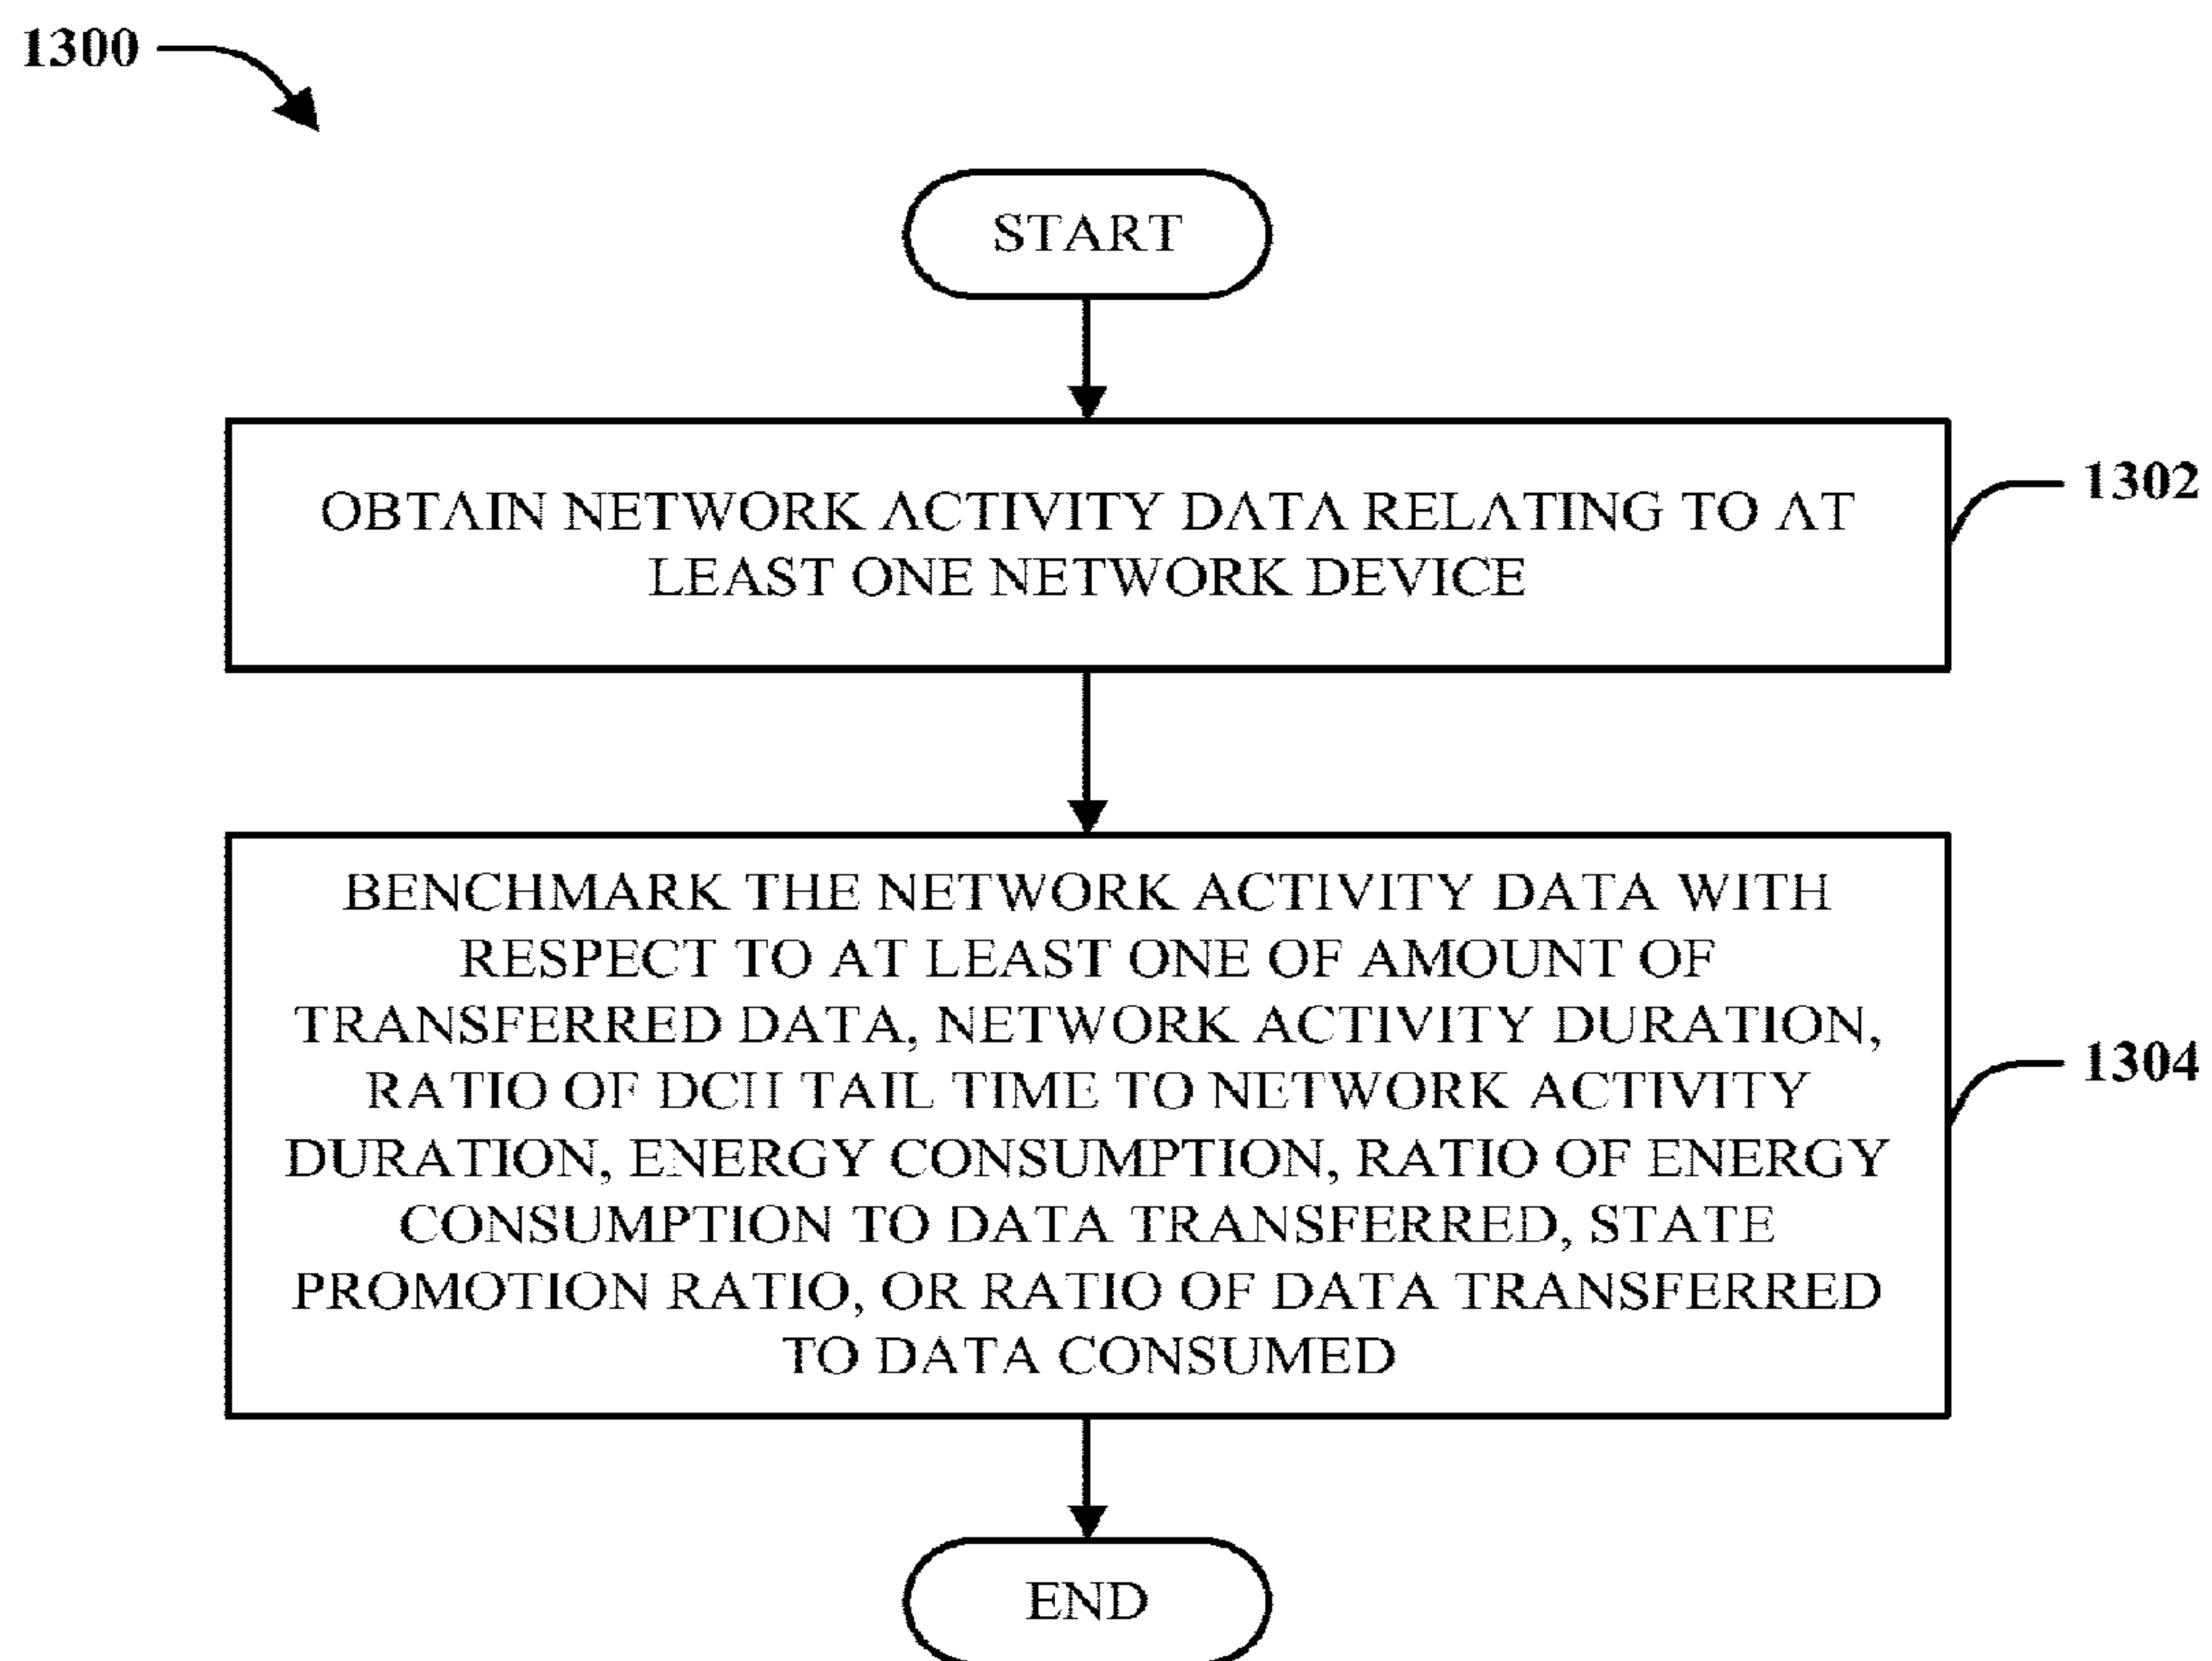 1300
START
OBTAIN NETWORK ACTIVITY DATA RELATING TO AT
LEAST ONE NETWORK DEVICE
1302
BENCHMARK THE NETWORK ACTIVITY DATA WITH
RESPECT TO AT LEAST ONE OF AMOUNT OF
TRANSFERRED DATA, NETWORK ACTIVITY DURATION,
RATIO OF DCH TAIL TIME TO NETWORK ACTIVITY
DURATION, ENERGY CONSUMPTION, RATIO OF ENERGY
CONSUMPTION TO DATA TRANSFERRED, STATE
PROMOTION RATIO, OR RATIO OF DATA TRANSFERRED
TO DATA CONSUMED
1304
END